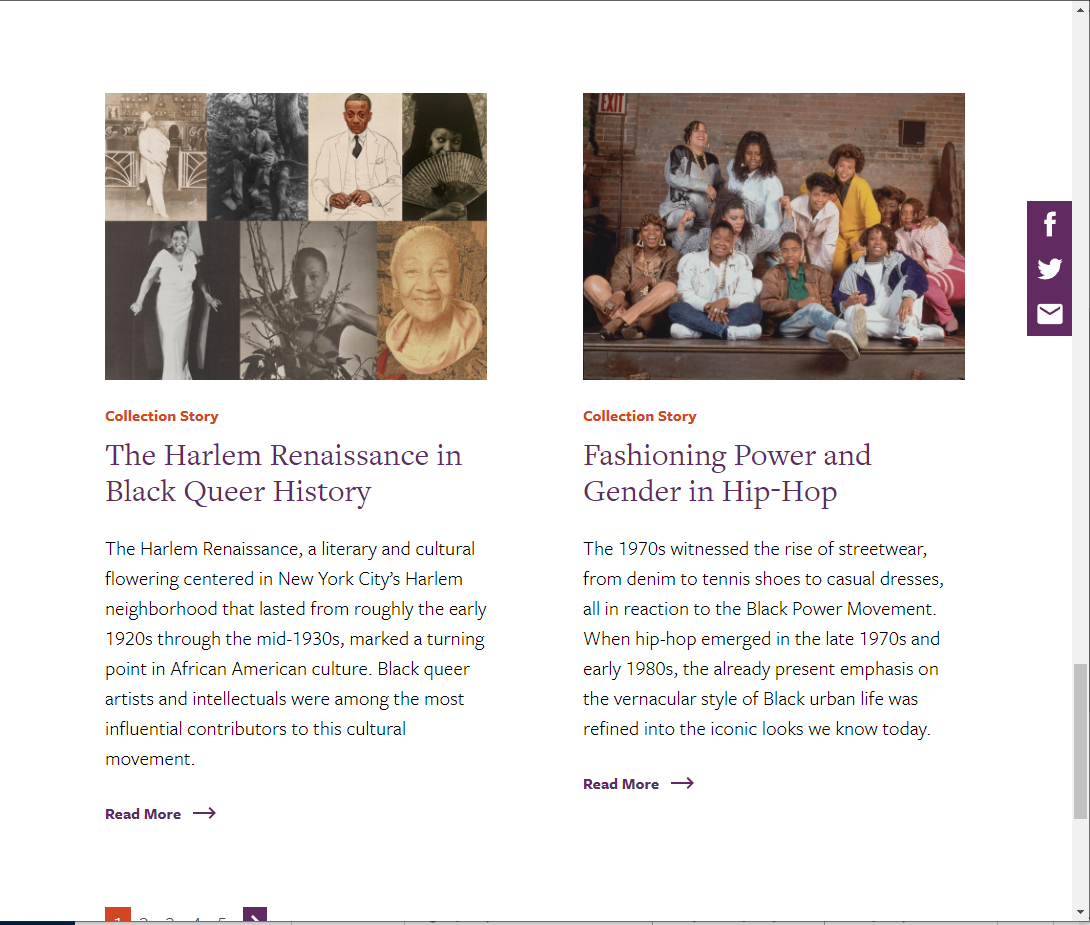 EXIT
Collection Story
The Harlem Renaissance in
Black Queer History
The Harlem Renaissance, a literary and cultural
flowering centered in New York City’s Harlem
neighborhood that lasted from roughly the early
1920s through the mid-1930s, marked a turning
point in African American culture. Black queer
artists and intellectuals were among the most
influential contributors to this cultural
movement.
Read More
Collection Story
Fashioning Power and
Gender in Hip-Hop
The 1970s witnessed the rise of streetwear,
from denim to tennis shoes to casual dresses,
all in reaction to the Black Power Movement.
When hip-hop emerged in the late 1970s and
early 1980s, the already present emphasis on
the vernacular style of Black urban life was
refined into the iconic looks we know today.
Read More
1 2 3 4 5